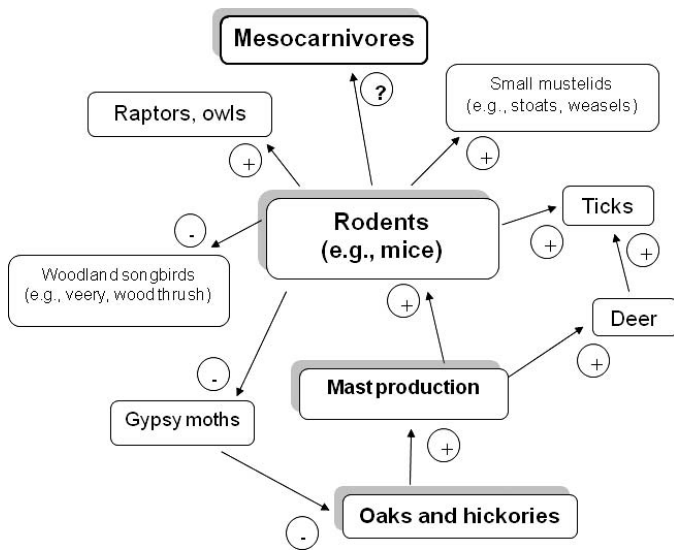 Mesocarnivores
?
Small mustelids
(e.g., stoats, weasels)
Raptors, owls
+
+
Rodents
(e.g., mice)
Ticks
-
+
+
Woodland songbirds
(e.g., veery, wood thrush)
+
Deer
+
-
Mast production
Gypsy moths
+
Oaks and hickories
-